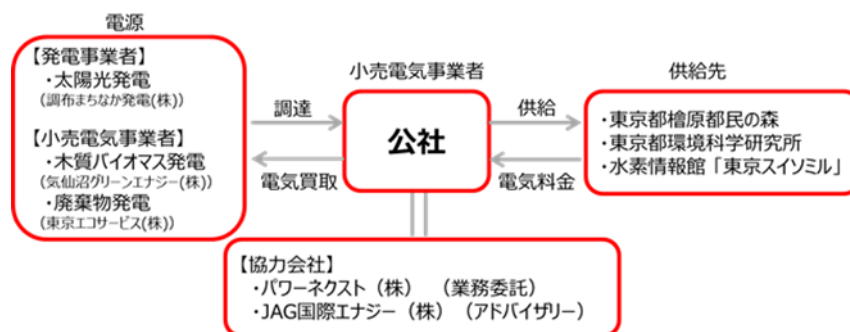 電源
【発電事業者】
・太陽光発電
(調布まちなか発電(株))
【小売電気事業者】
・木質バイオマス発電
(気仙沼グリーンエナジー(株))
・廃棄物発電
(東京エコサービス(株))
調達
電気買取
小売電気事業者
公社
供給
電気料金
供給先
・東京都檜原都民の森
・東京都環境科学研究所
・水素情報館「東京スイソミル」
【協力会社】
・パワーネクスト（株）　（業務委託）
・JAG国際エナジー（株）（アドバイザリー）